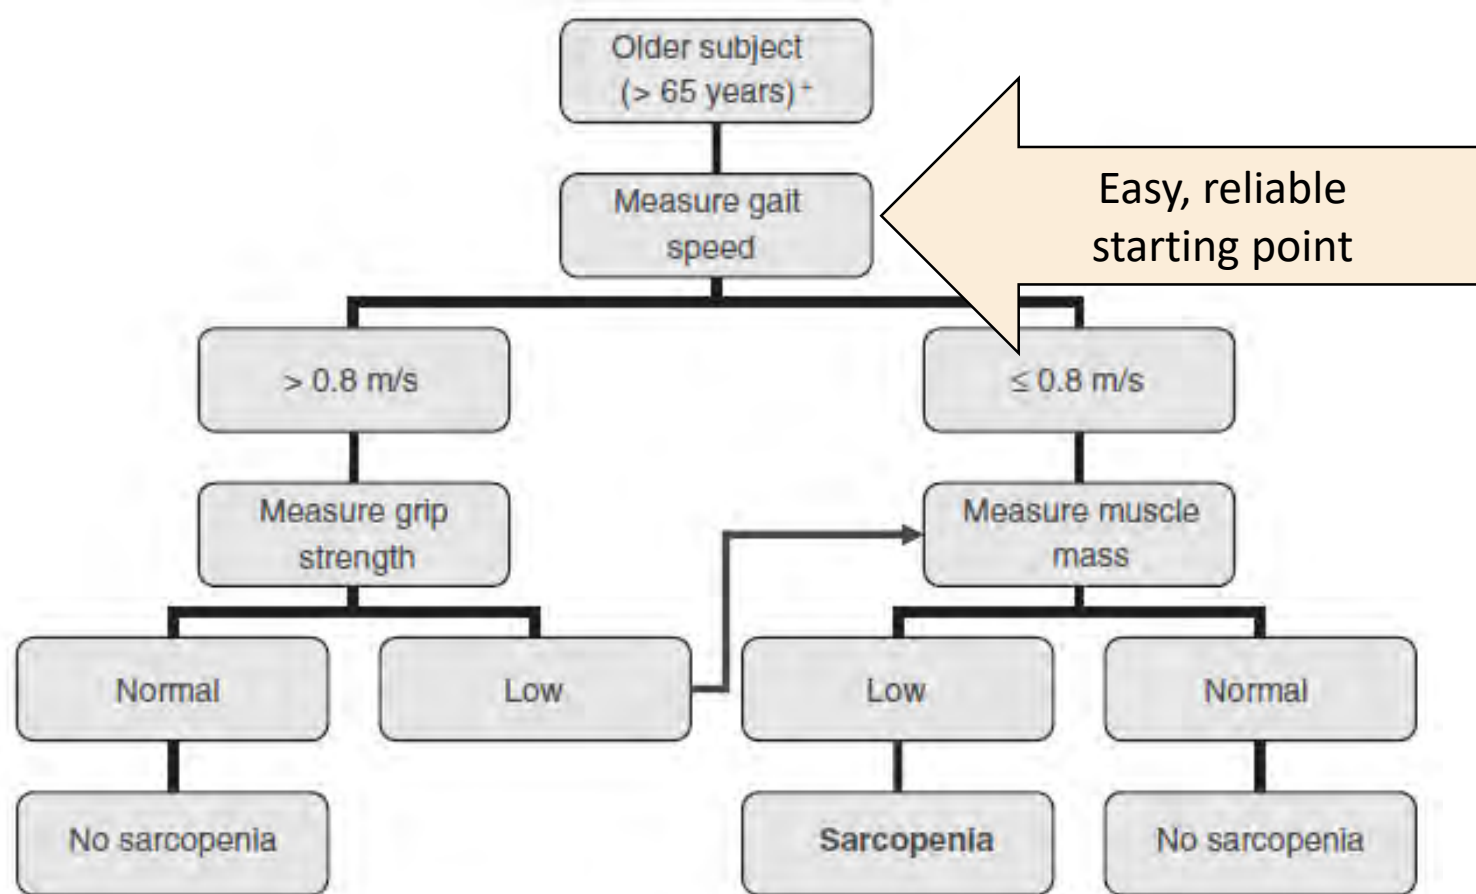 Older subject
(> 65 years)+
Measure gait
speed
Easy, reliable
starting point
> 0.8 m/s
≤ 0.8 m/s
Measure grip
strength
Measure muscle
mass
Normal
Low
Low
Normal
No sarcopenia
Sarcopenia
No sarcopenia